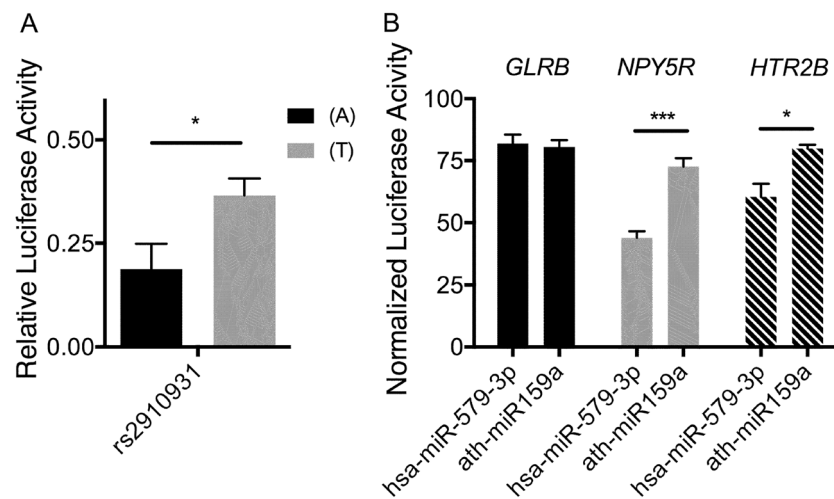 A
Relative Luciferase Activity
0.50
0.25
0.00
*
(A)
(T)
rs2910931
B
GLRB
NPY5R
HTR2B
Normalized Luciferase Acivity
100
75
50
25
0
***
*
hsa-miR-579-3p
ath-miR159a
hsa-miR-579-3p
ath-miR159a
hsa-miR-579-3p
ath-miR159a